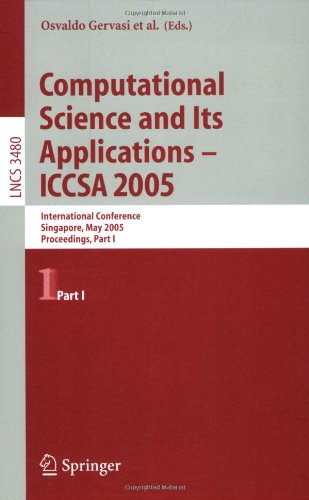 Osvaldo Gervasi et al. (Eds.)
LNCS 3480
Computational
Science and Its
Applications –
ICCSA 2005
International Conference
Singapore, May 2005
Proceedings, Part I
1 Part I
Springer